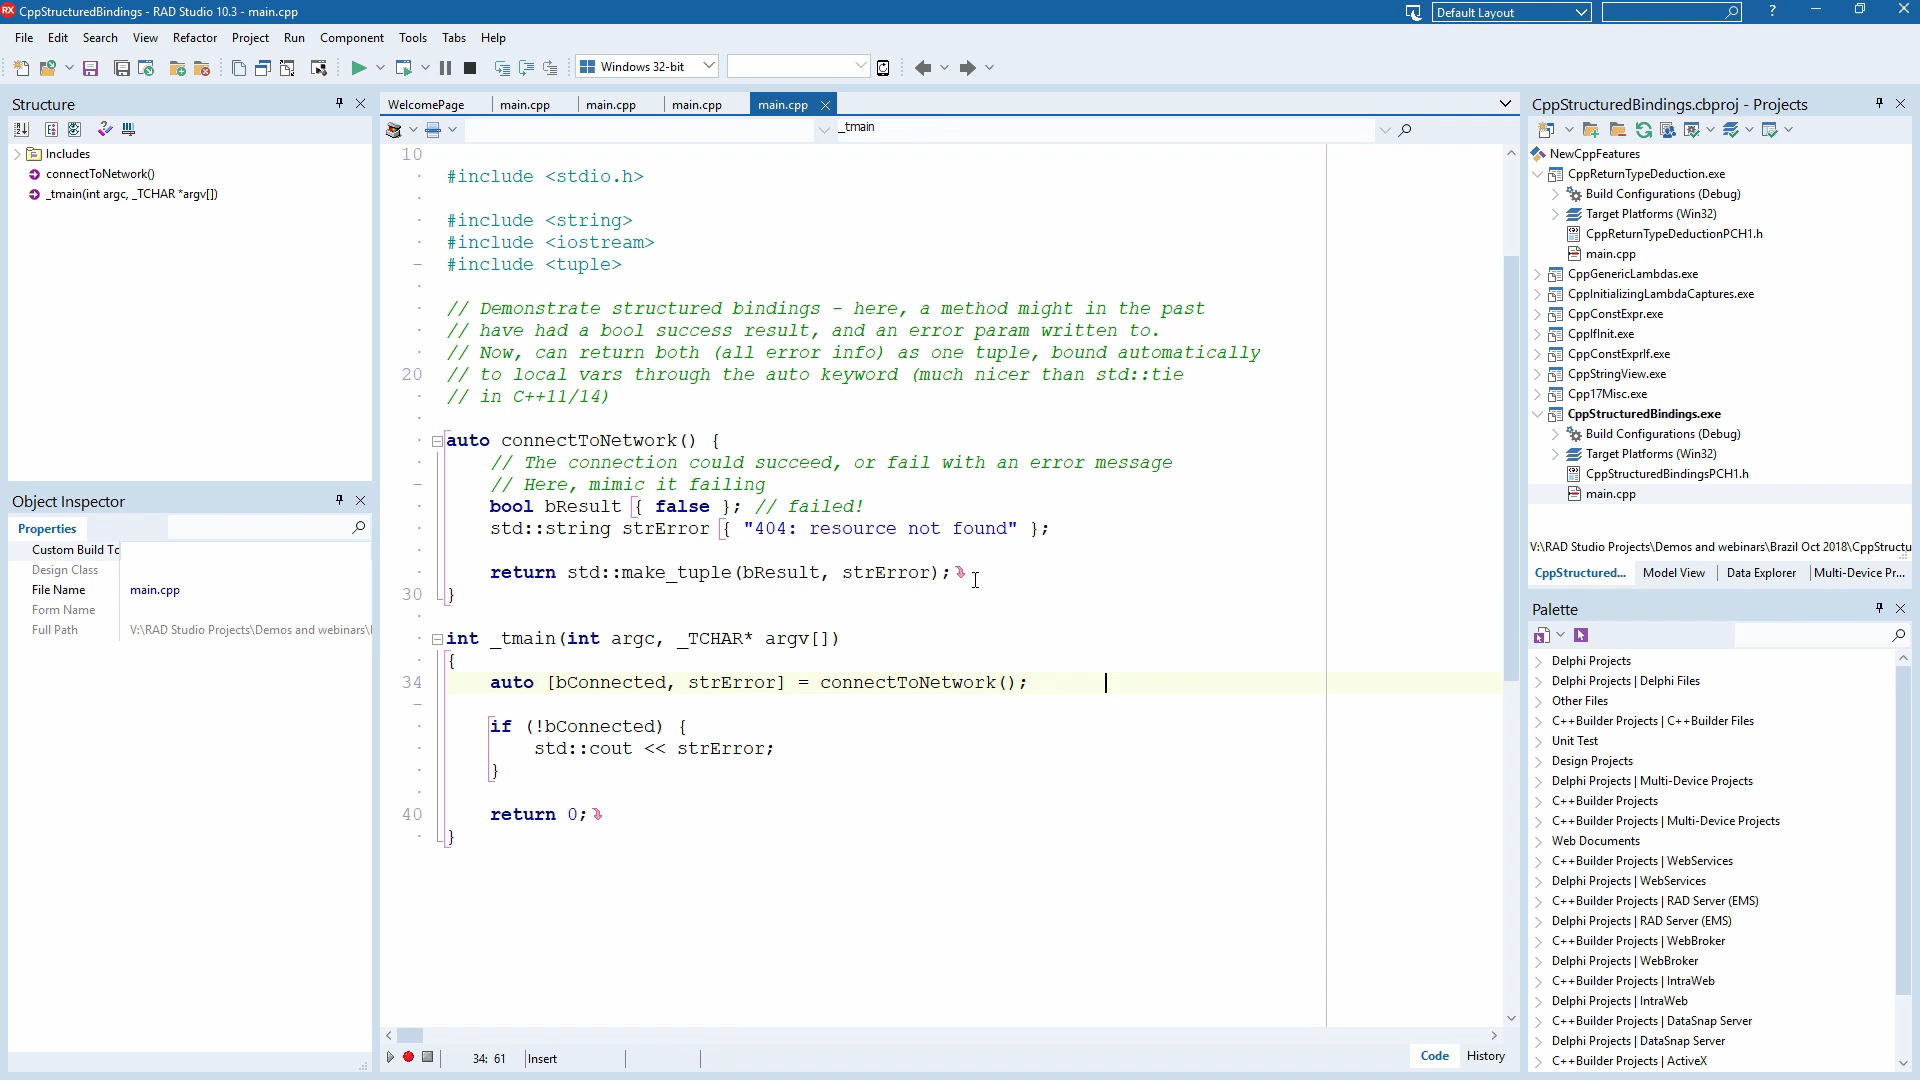 CppStructuredBindings - RAD Studio 10.3 - main.cpp
Default Layout
?
File Edit Search View Refactor Project Run Component Tools Tabs Help
Windows 32-bit
Structure
Includes
connectToNetwork()
_tmain(int argc, _TCHAR *argv[])
Object Inspector
Properties
Custom Build To
Design Class
File Name main.cpp
Form Name
Full Path V:\RAD Studio Projects\Demos and webinars\
WelcomePage main.cpp main.cpp main.cpp main.cpp
_tmain
10
#include <stdio.h>
#include <string>
#include <iostream>
#include <tuple>
// Demonstrate structured bindings - here, a method might in the past
// have had a bool success result, and an error param written to.
// Now, can return both (all error info) as one tuple, bound automatically
20 // to local vars through the auto keyword (much nicer than std::tie
// in C++11/14)
auto connectToNetwork() {
// The connection could succeed, or fail with an error message
// Here, mimic it failing
bool bResult { false }; // failed!
std::string strError { "404: resource not found" };
return std::make_tuple(bResult, strError);
30 }
int _tmain(int argc, _TCHAR* argv[])
{
34 auto [bConnected, strError] = connectToNetwork();
if (!bConnected) {
std::cout << strError;
}
40 return 0;
}
34: 61 Insert
Code History
CppStructuredBindings.cbproj - Projects
NewCppFeatures
CppReturnTypeDeduction.exe
Build Configurations (Debug)
Target Platforms (Win32)
CppReturnTypeDeductionPCH1.h
main.cpp
CppGenericLambdas.exe
CppInitializingLambdaCaptures.exe
CppConstExpr.exe
CppIfInit.exe
CppConstExprIf.exe
CppStringView.exe
Cpp17Misc.exe
CppStructuredBindings.exe
Build Configurations (Debug)
Target Platforms (Win32)
CppStructuredBindingsPCH1.h
main.cpp
V:\RAD Studio Projects\Demos and webinars\Brazil Oct 2018\CppStructu
CppStructured... Model View Data Explorer Multi-Device Pr...
Palette
Delphi Projects
Delphi Projects | Delphi Files
Other Files
C++Builder Projects | C++Builder Files
Unit Test
Design Projects
Delphi Projects | Multi-Device Projects
C++Builder Projects
C++Builder Projects | Multi-Device Projects
Web Documents
C++Builder Projects | WebServices
Delphi Projects | WebServices
C++Builder Projects | RAD Server (EMS)
Delphi Projects | RAD Server (EMS)
C++Builder Projects | WebBroker
Delphi Projects | WebBroker
C++Builder Projects | IntraWeb
Delphi Projects | IntraWeb
C++Builder Projects | DataSnap Server
Delphi Projects | DataSnap Server
C++Builder Projects | ActiveX